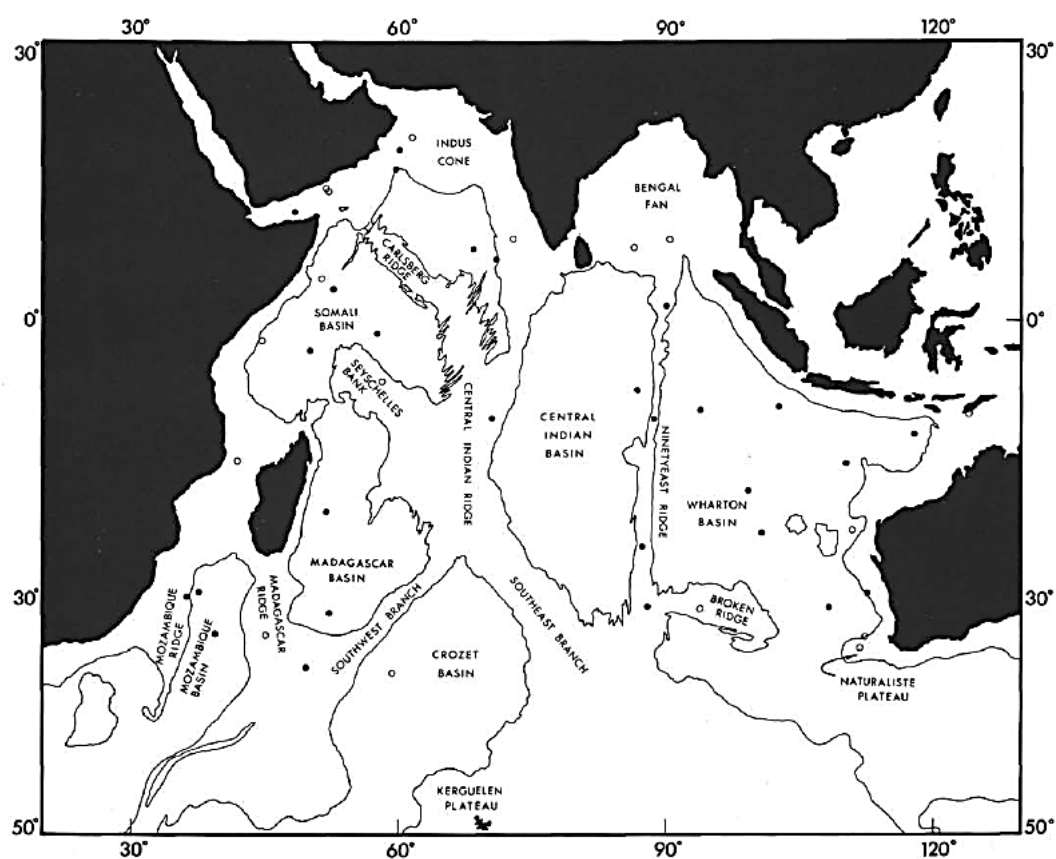 30°
60°
90°
120°
30°
30°
INDUS
CONE
BENGAL
FAN
CARLSBERG
RIDGE
0°
0°
SOMALI
BASIN
SEYSCHELLES
BANK
CENTRAL INDIAN RIDGE
CENTRAL
INDIAN
BASIN
NINETYEAST RIDGE
WHARTON
BASIN
MADAGASCAR
BASIN
30°
30°
MOZAMBIQUE
RIDGE
MOZAMBIQUE
BASIN
MADAGASCAR
RIDGE
SOUTHWEST BRANCH
SOUTHEAST BRANCH
BROKEN
RIDGE
CROZET
BASIN
NATURALISTE
PLATEAU
KERGUELEN
PLATEAU
50°
50°
30°
60°
90°
120°